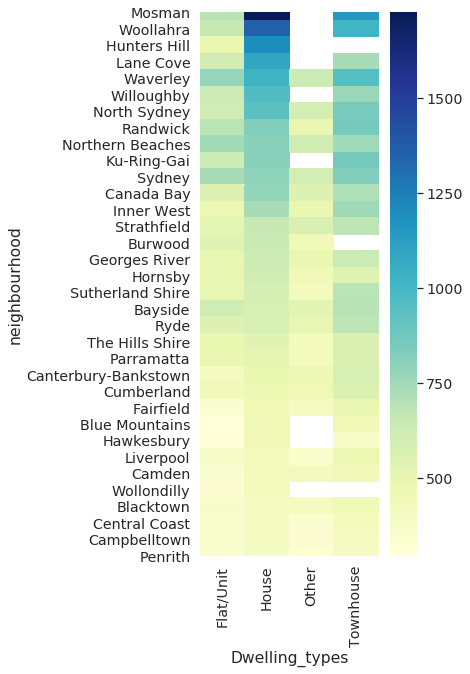 neighbourhood
Mosman
Woollahra
Hunters Hill
Lane Cove
Waverley
Willoughby
North Sydney
Randwick
Northern Beaches
Ku-Ring-Gai
Sydney
Canada Bay
Inner West
Strathfield
Burwood
Georges River
Hornsby
Sutherland Shire
Bayside
Ryde
The Hills Shire
Parramatta
Canterbury-Bankstown
Cumberland
Fairfield
Blue Mountains
Hawkesbury
Liverpool
Camden
Wollondilly
Blacktown
Central Coast
Campbelltown
Penrith
Flat/Unit
House
Other
Townhouse
Dwelling_types
1500
1250
1000
750
500